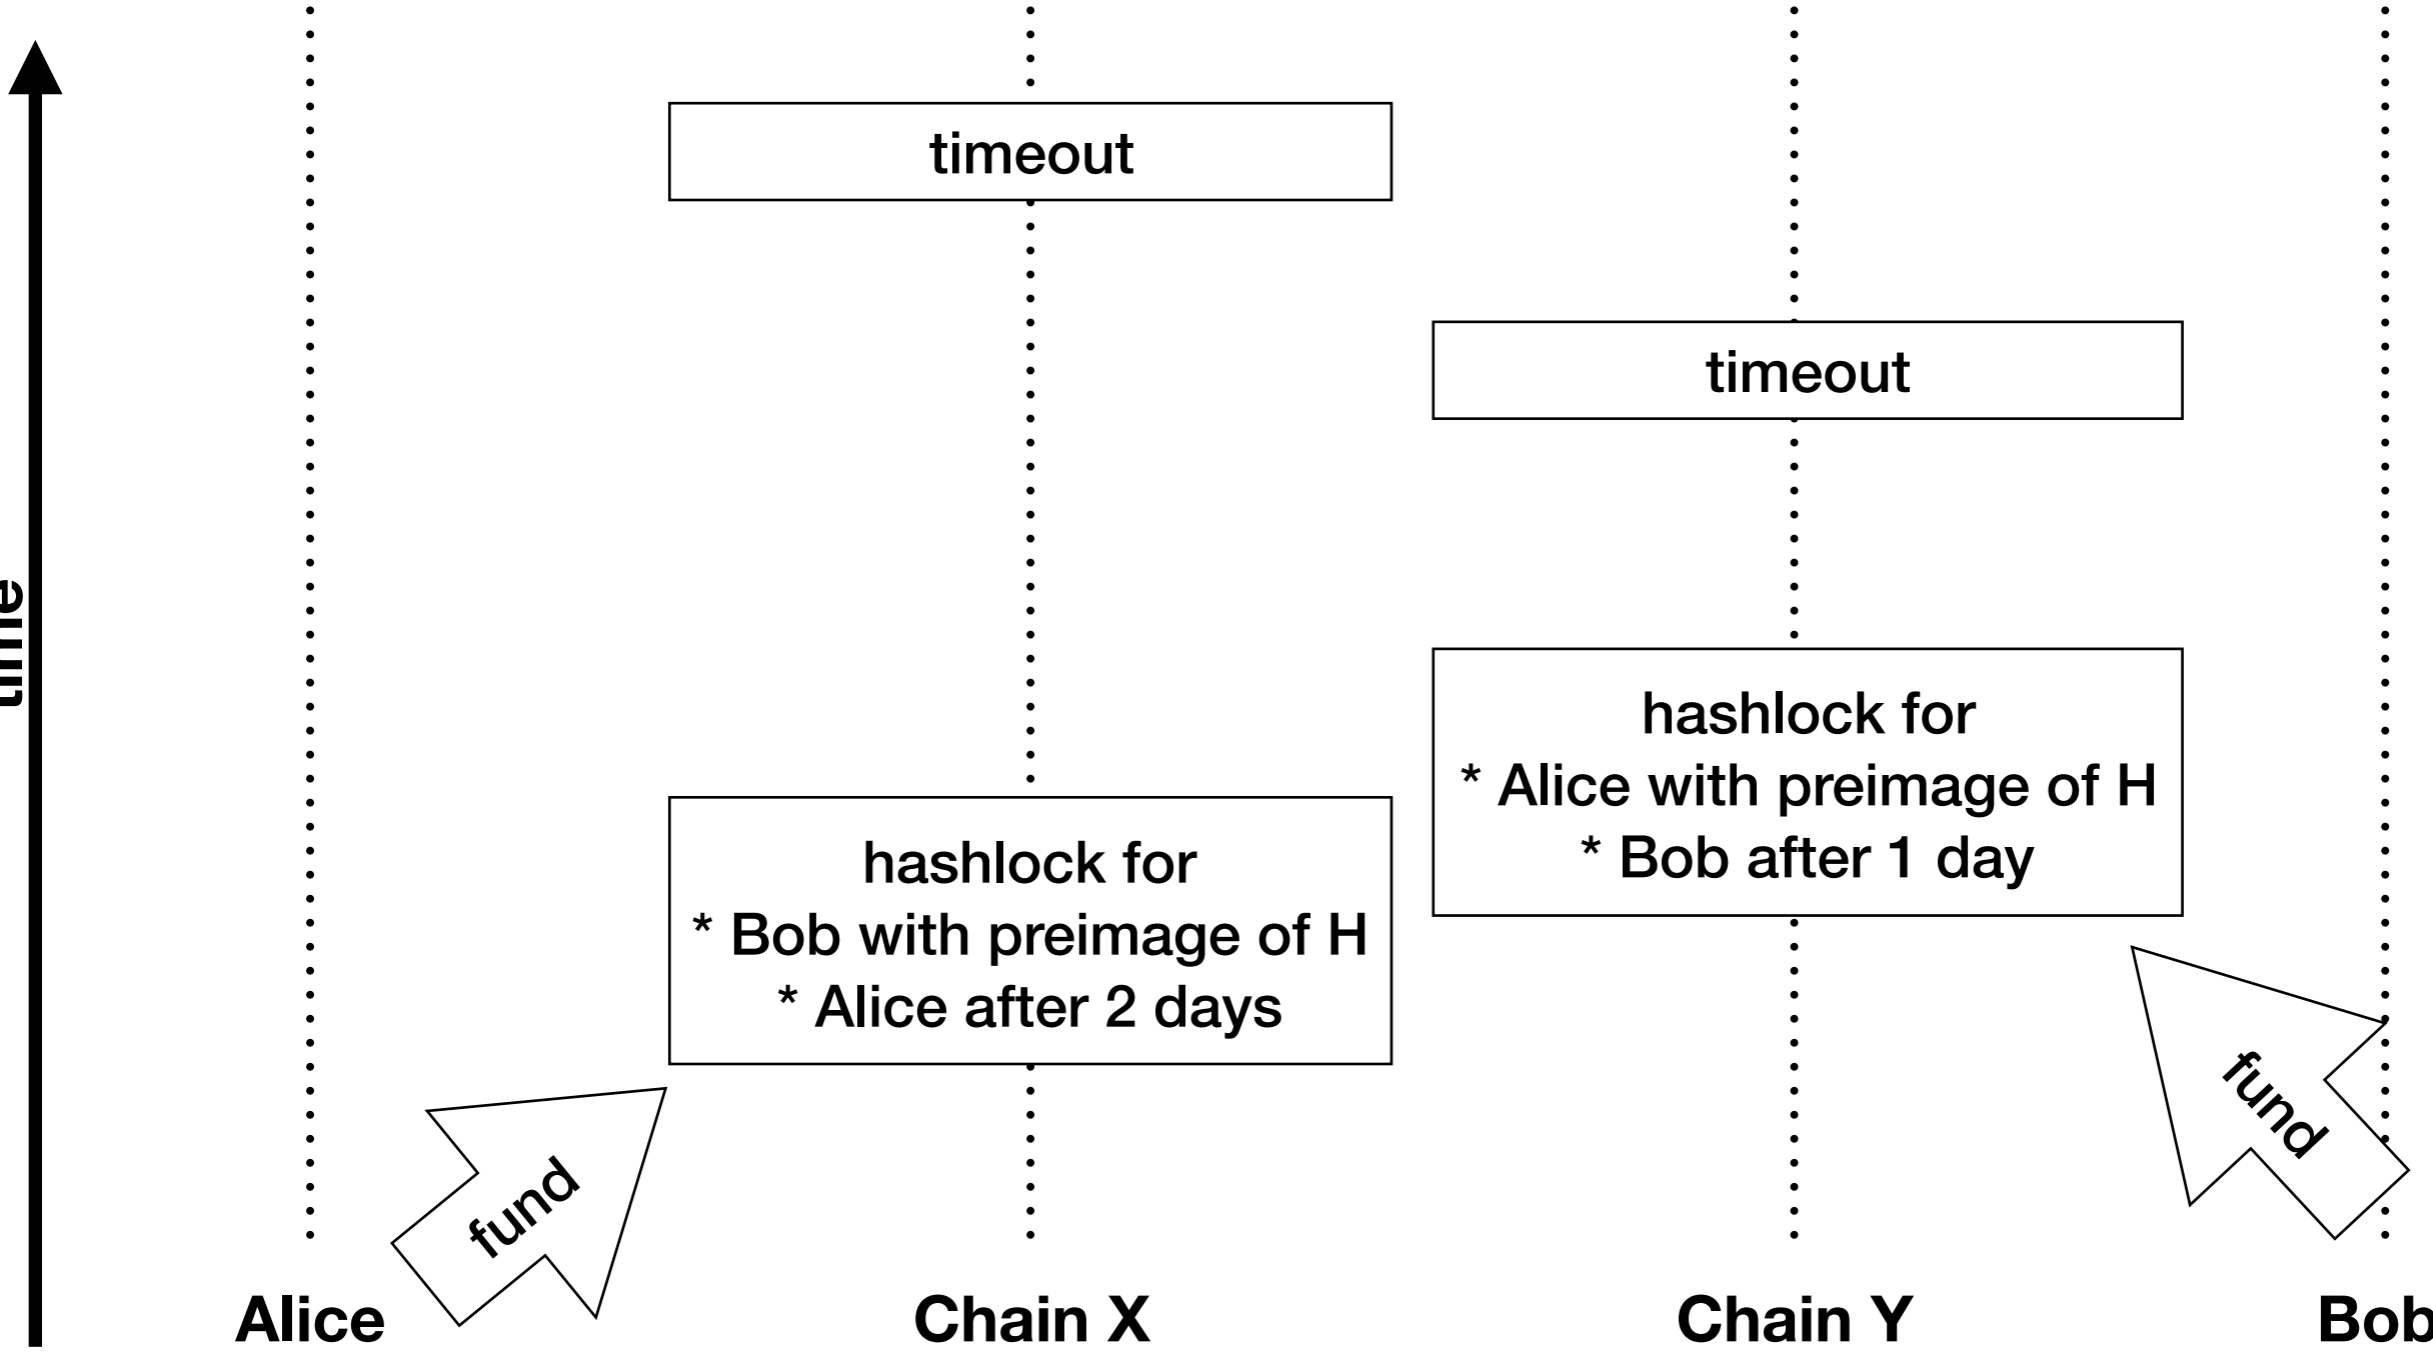 timeout
timeout
time
hashlock for
* Alice with preimage of H
* Bob after 1 day
hashlock for
* Bob with preimage of H
* Alice after 2 days
fund
fund
Alice
Chain X
Chain Y
Bob